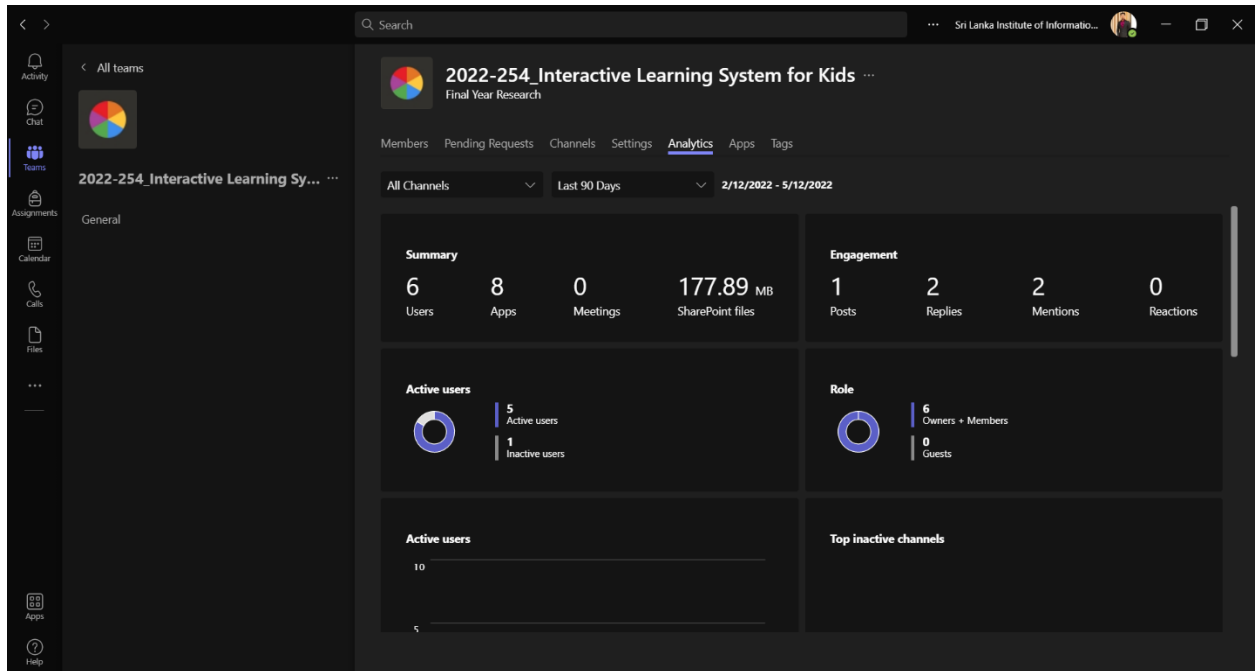 Search
Sri Lanka Institute of Informatio...
Activity
Chat
Teams
Assignments
Calendar
Calls
Files
Apps
Help
All teams
2022-254_Interactive Learning Sy...
General
2022-254_Interactive Learning System for Kids
Final Year Research
Members Pending Requests Channels Settings Analytics Apps Tags
All Channels Last 90 Days 2/12/2022 - 5/12/2022
Summary
6 8 0 177.89 MB
Users Apps Meetings SharePoint files
Engagement
1 2 2 0
Posts Replies Mentions Reactions
Active users
5
Active users
1
Inactive users
Role
6
Owners + Members
0
Guests
Active users
10
5
Top inactive channels